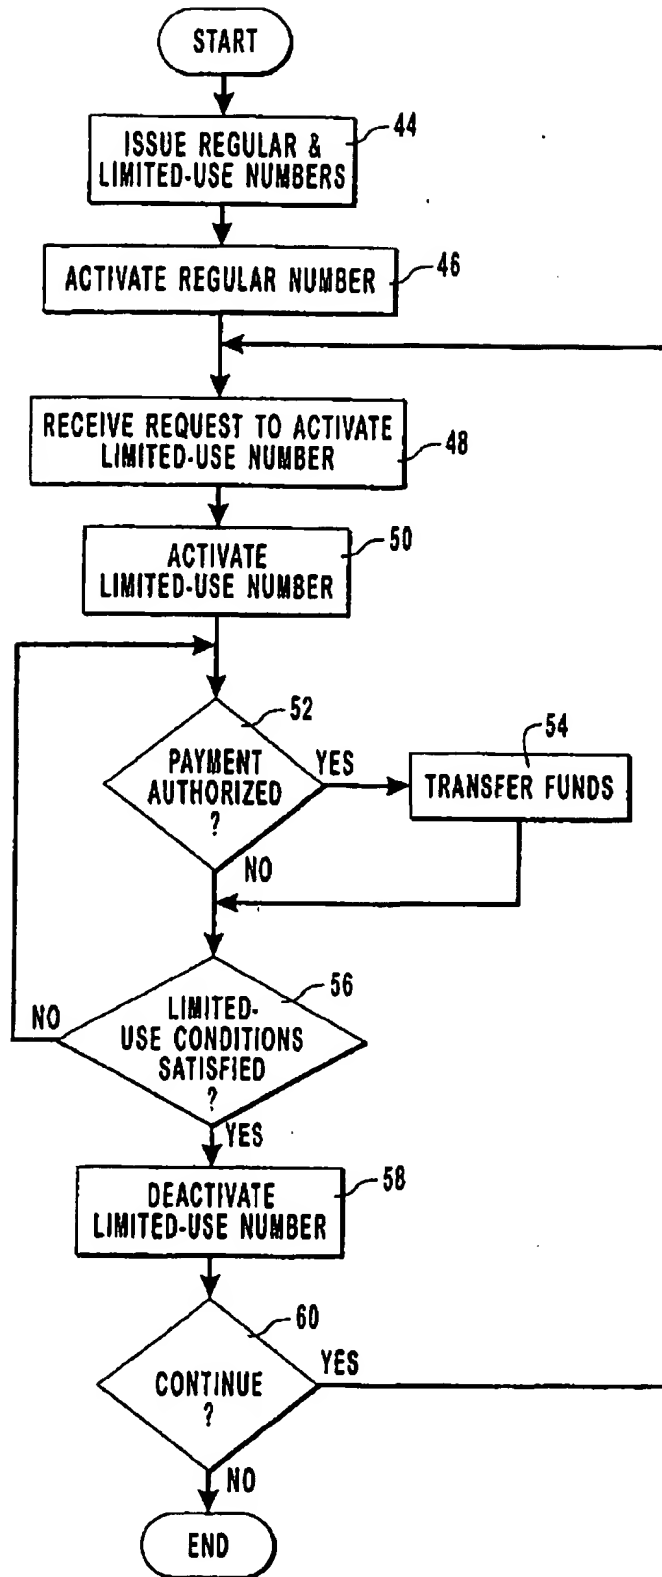 START
44
ISSUE REGULAR &
LIMITED-USE NUMBERS
46
ACTIVATE REGULAR NUMBER
RECEIVE REQUEST TO ACTIVATE
LIMITED-USE NUMBER
48
50
ACTIVATE
LIMITED-USE NUMBER
52
PAYMENT
AUTHORIZED
?
YES
54
TRANSFER FUNDS
NO
56
LIMITED-
USE CONDITIONS
SATISFIED
?
NO
YES
58
DEACTIVATE
LIMITED-USE NUMBER
60
CONTINUE
?
YES
NO
END